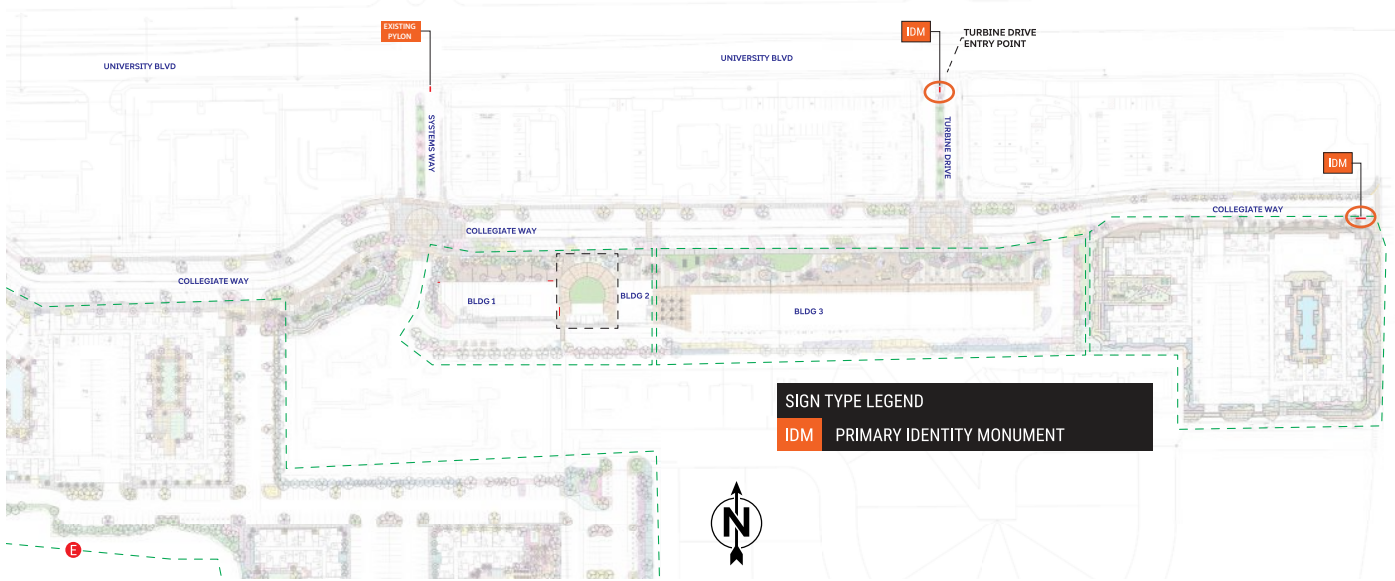 EXISTING
PYLON
IDM
TURBINE DRIVE
ENTRY POINT
UNIVERSITY BLVD
UNIVERSITY BLVD
SYSTEMS WAY
TURBINE DRIVE
IDM
COLLEGIATE WAY
COLLEGIATE WAY
COLLEGIATE WAY
BLDG 1
BLDG 2
BLDG 3
SIGN TYPE LEGEND
IDM PRIMARY IDENTITY MONUMENT
N
E